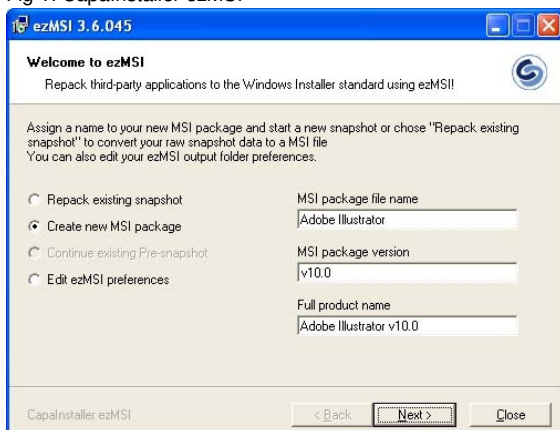 ezMSI 3.6.045
Welcome to ezMSI
Repack third-party applications to the Windows Installer standard using ezMSI!
Assign a name to your new MSI package and start a new snapshot or chose "Repack existing
snapshot" to convert your raw snapshot data to a MSI file
You can also edit your ezMSI output folder preferences.
Repack existing snapshot
Create new MSI package
Continue existing Pre-snapshot
Edit ezMSI preferences
MSI package file name
Adobe Illustrator
MSI package version
v10.0
Full product name
Adobe Illustrator v10.0
CapaInstaller ezMSI
< Back
Next >
Close